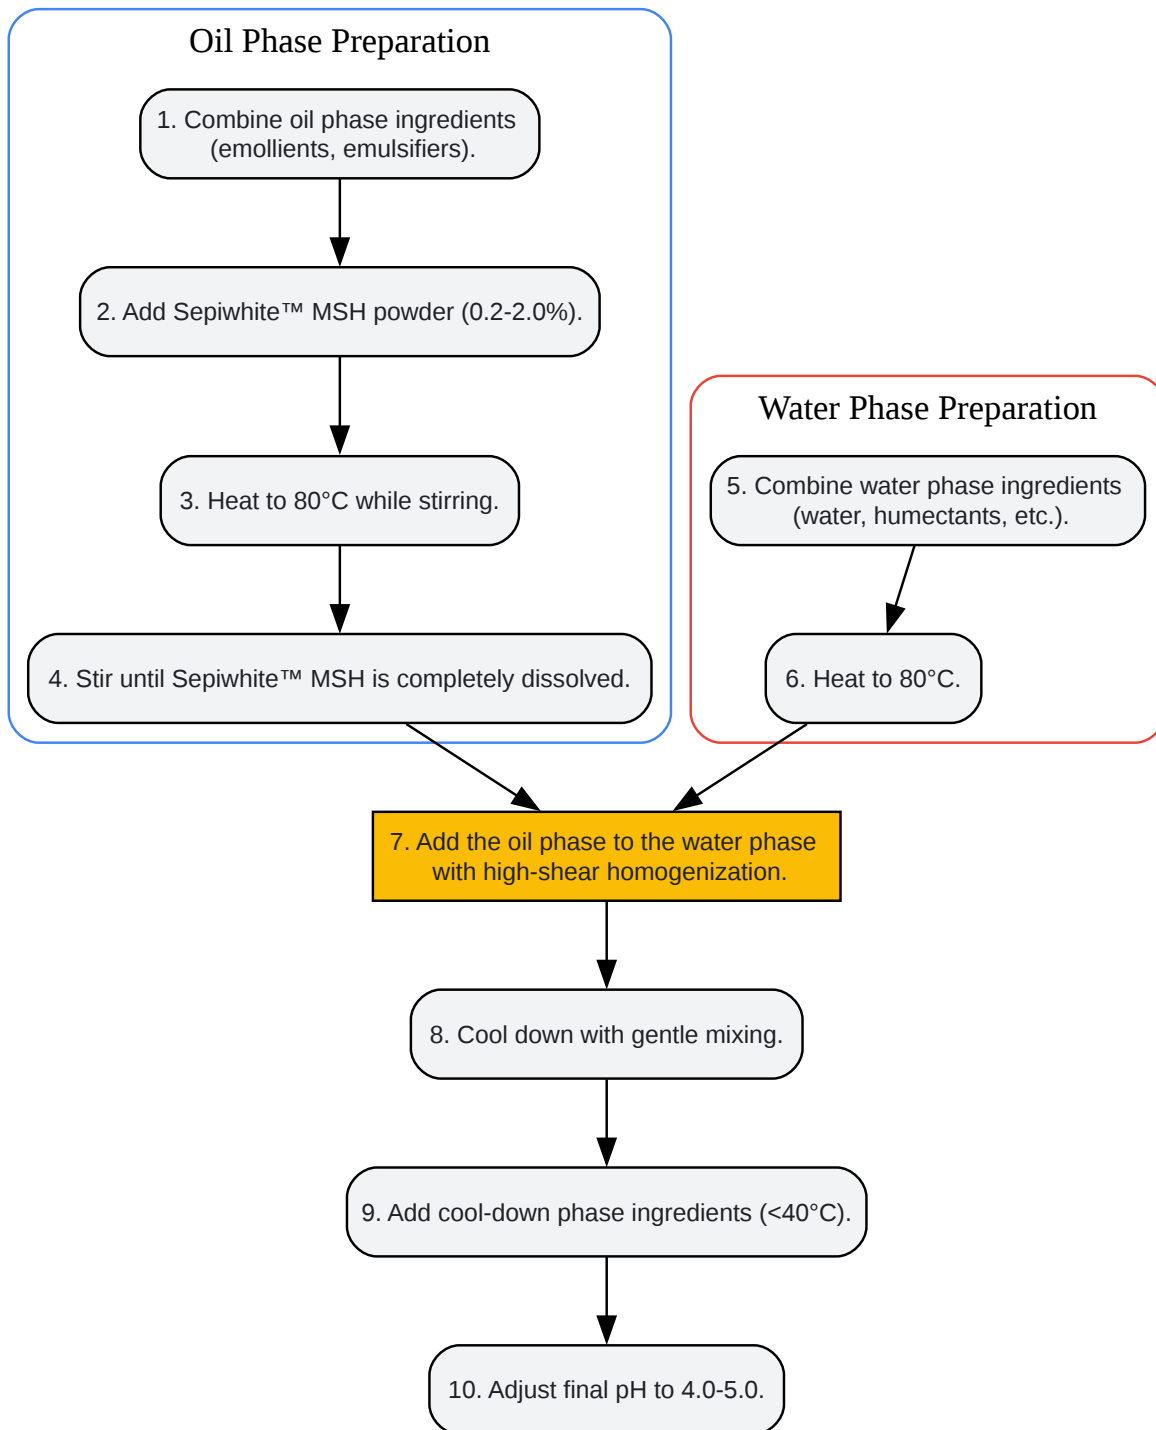 Oil Phase Preparation
1. Combine oil phase ingredients
(emollients, emulsifiers).
2. Add Sepiwhite™ MSH powder (0.2-2.0%).
3. Heat to 80°C while stirring.
4. Stir until Sepiwhite™ MSH is completely dissolved.
Water Phase Preparation
5. Combine water phase ingredients
(water, humectants, etc.).
6. Heat to 80°C.
7. Add the oil phase to the water phase
with high-shear homogenization.
8. Cool down with gentle mixing.
9. Add cool-down phase ingredients (<40°C).
10. Adjust final pH to 4.0-5.0.